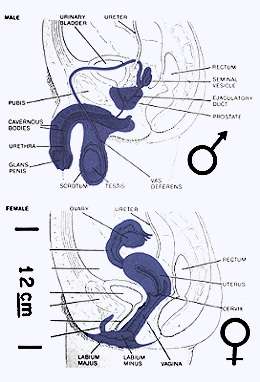 MALE
URINARY
BLADDER
URETER
RECTUM
SEMINAL
VESICLE
EJACULATORY
DUCT
PROSTATE
PUBIS
CAVERNOUS
BODIES
URETHRA
GLANS
PENIS
SCROTUM
TESTIS
VAS
DEFERENS
FEMALE
OVARY
URETER
RECTUM
UTERUS
CERVIX
12 cm
LABIUM
MAJUS
LABIUM
MINUS
VAGINA